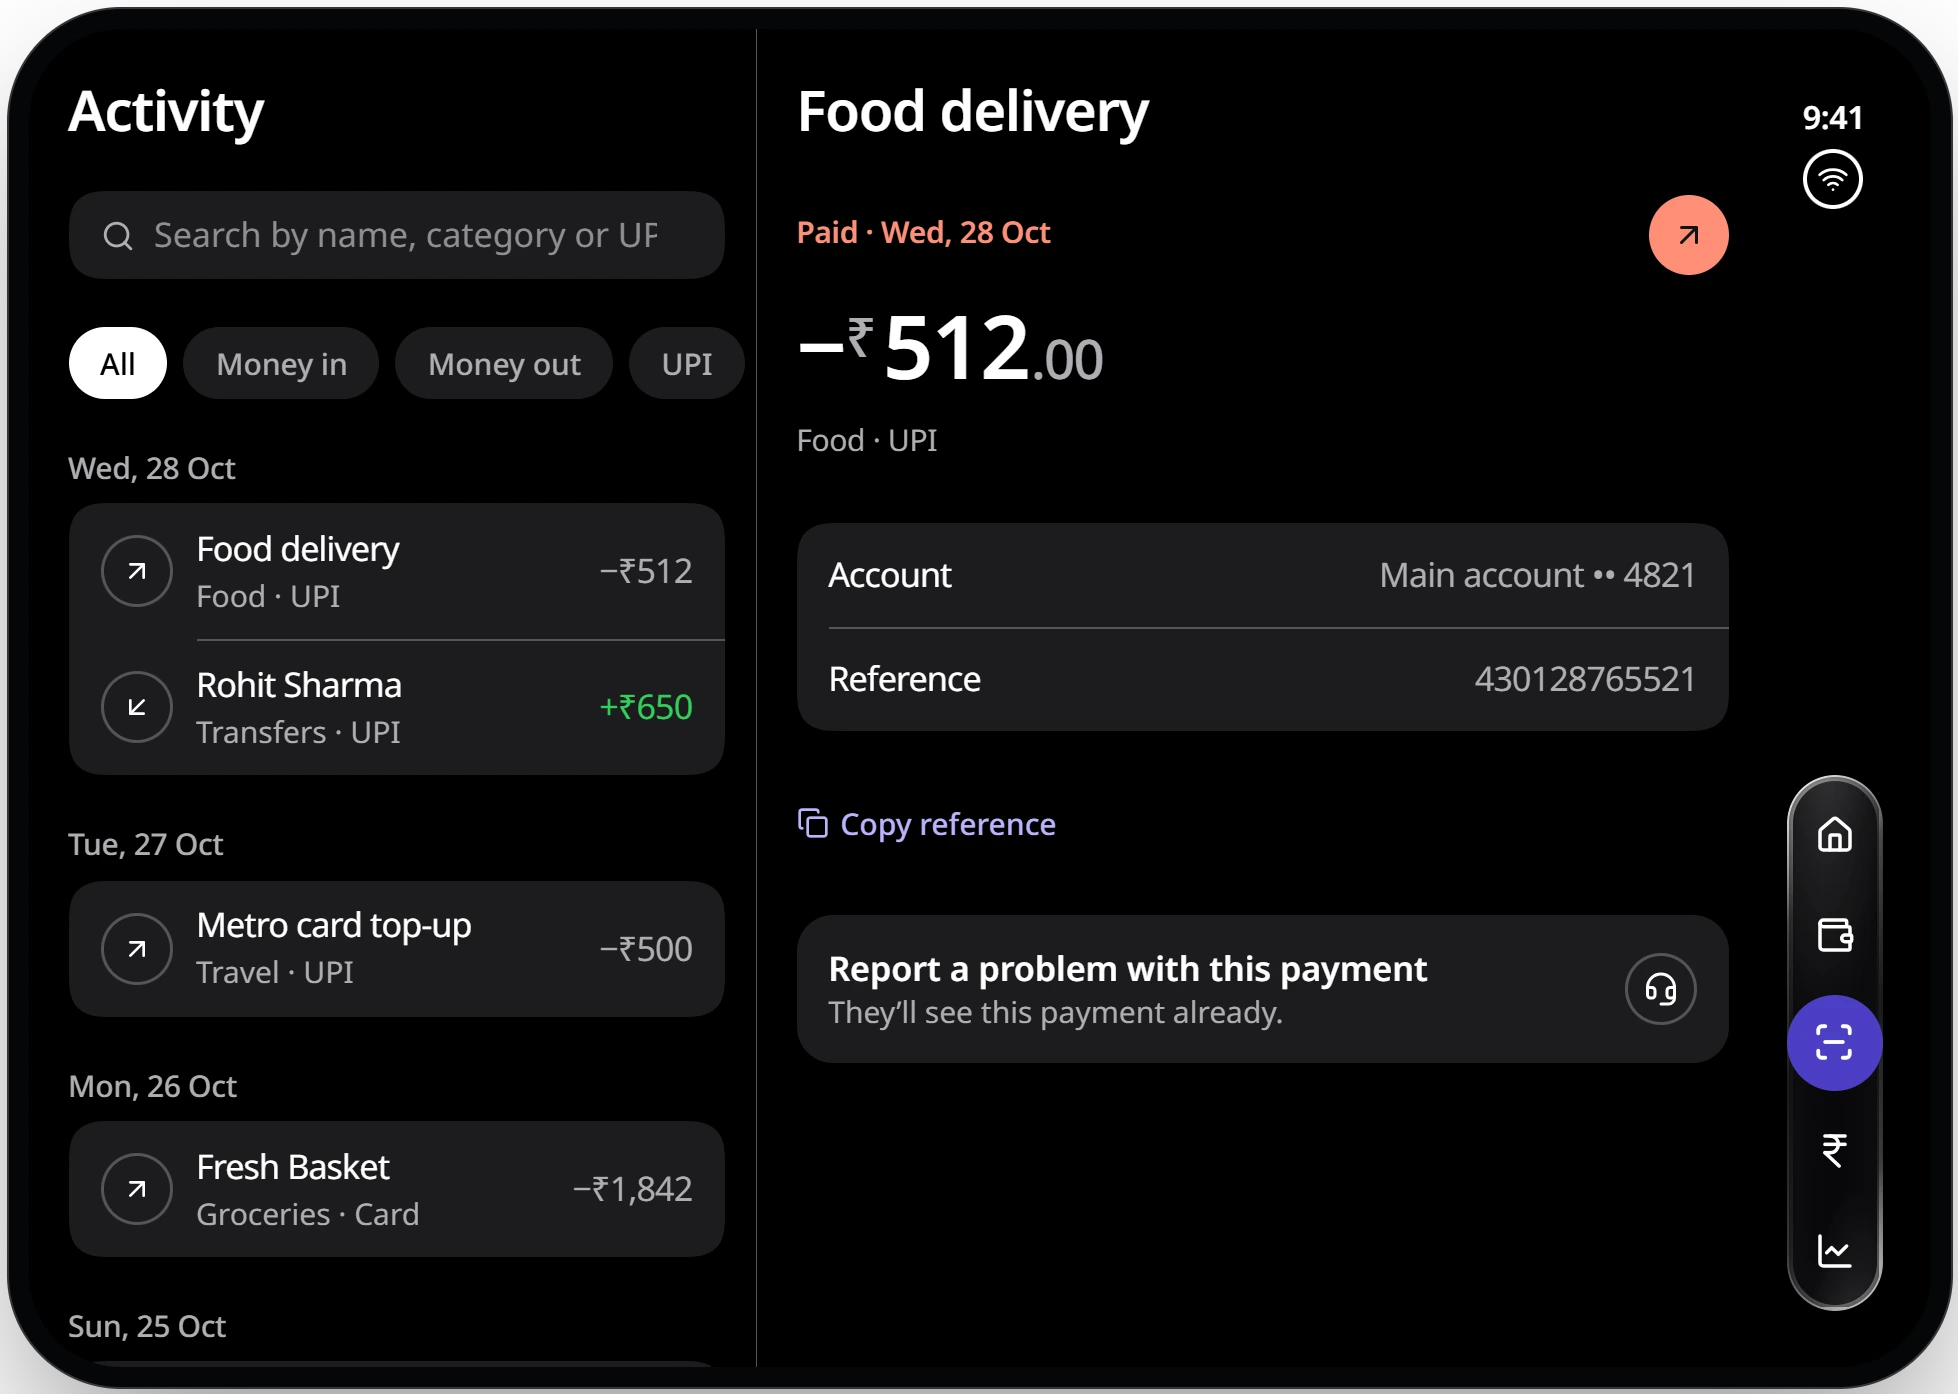 Activity
Search by name, category or UP
All
Money in
Money out
UPI
Wed, 28 Oct
Food delivery
−₹512
Food · UPI
Rohit Sharma
+₹650
Transfers · UPI
Tue, 27 Oct
Metro card top-up
−₹500
Travel · UPI
Mon, 26 Oct
Fresh Basket
−₹1,842
Groceries · Card
Sun, 25 Oct
Food delivery
Paid · Wed, 28 Oct
−₹512.00
Food · UPI
Account
Main account •• 4821
Reference
430128765521
Copy reference
Report a problem with this payment
They’ll see this payment already.
9:41
₹